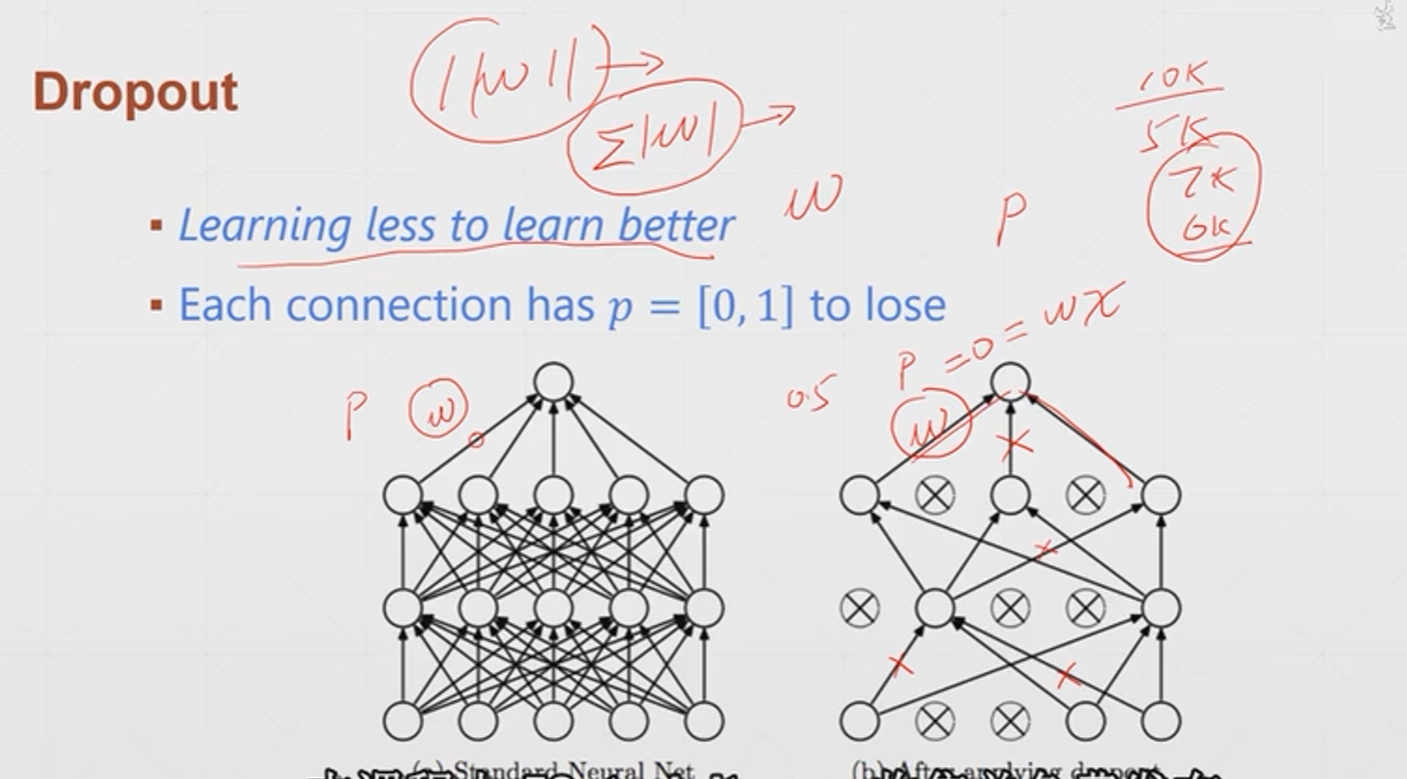 Dropout
||w|| →
Σ|w| →
10K
5K
7K
6K
Learning less to learn better
w
P
Each connection has p = [0, 1] to lose
P = 0 = wx
P w
0.5
w
(a) Standard Neural Net
(b) After applying dropout.